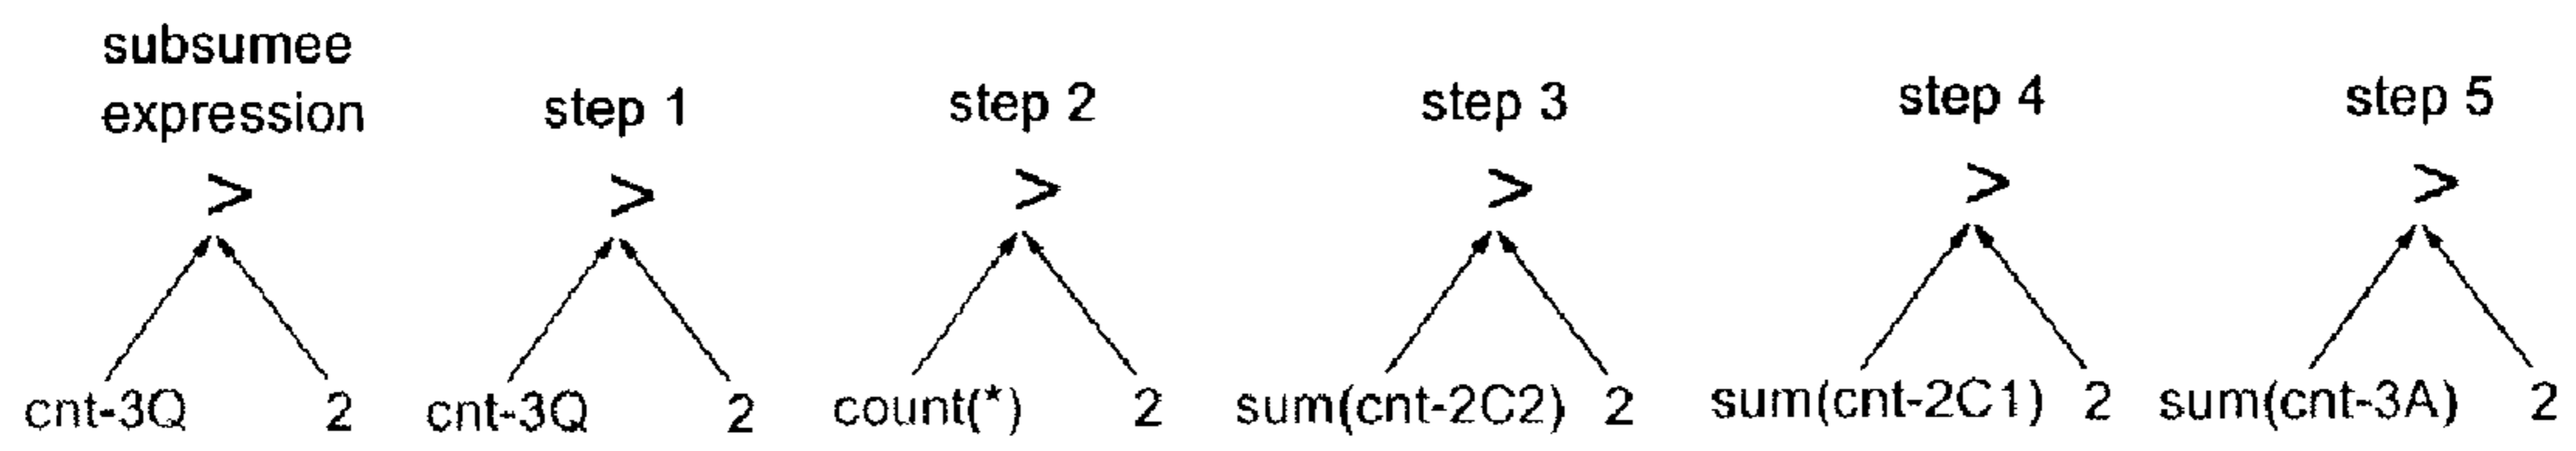 subsumee
expression step 1 step 2 step 3 step 4 step 5
> > > > > >
cnt-3Q 2 cnt-3Q 2 count(*) 2 sum(cnt-2C2) 2 sum(cnt-2C1) 2 sum(cnt-3A) 2